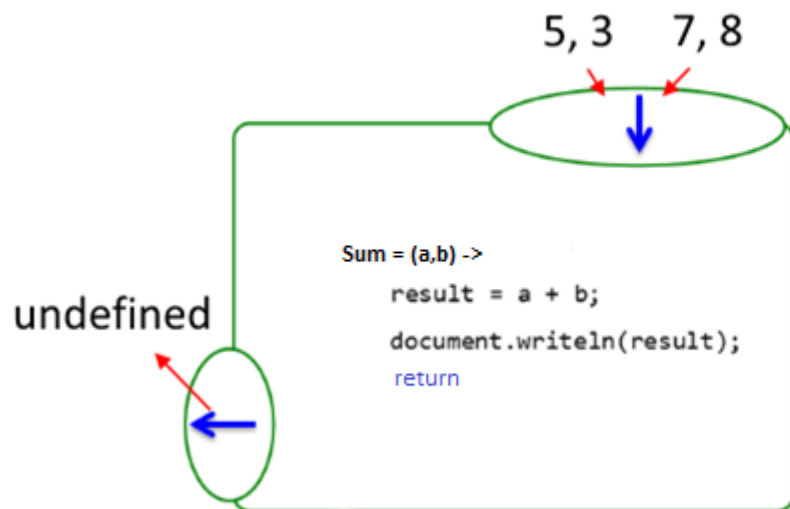 5, 3 7, 8
Sum = (a,b) ->
result = a + b;
undefined
document.writeln(result);
return